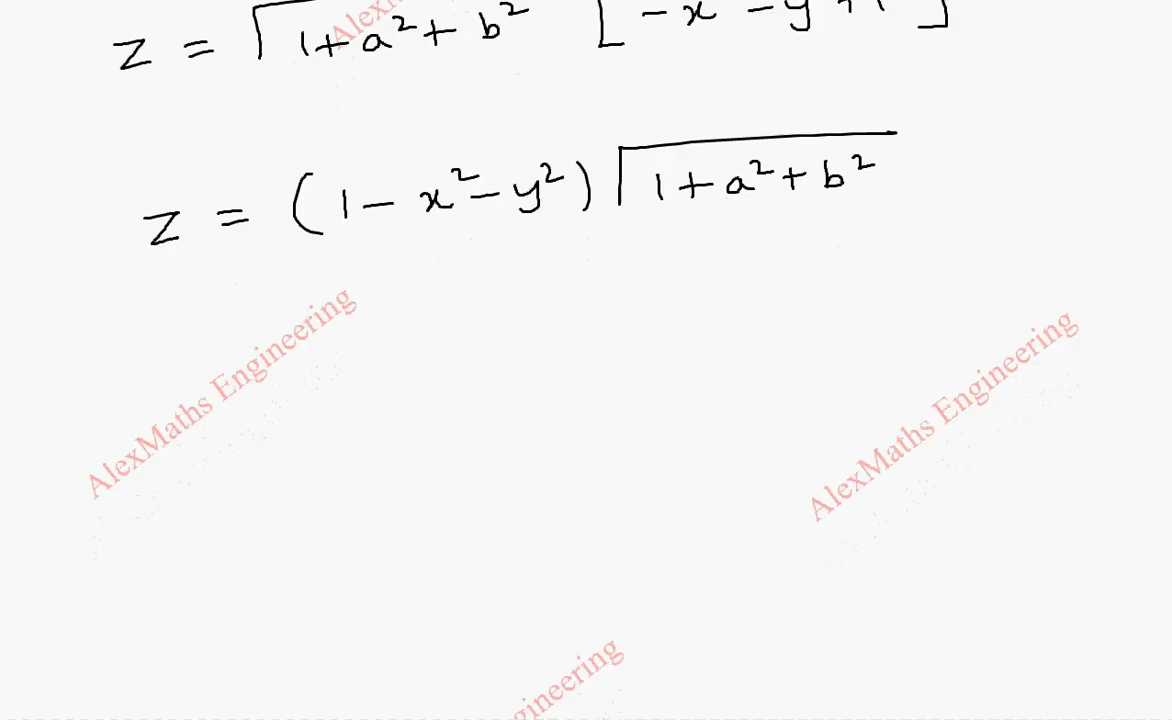 z = √1+a²+b² [-x²-y²+1]
z = (1-x²-y²) √1+a²+b²
AlexMaths Engineering
AlexMaths Engineering